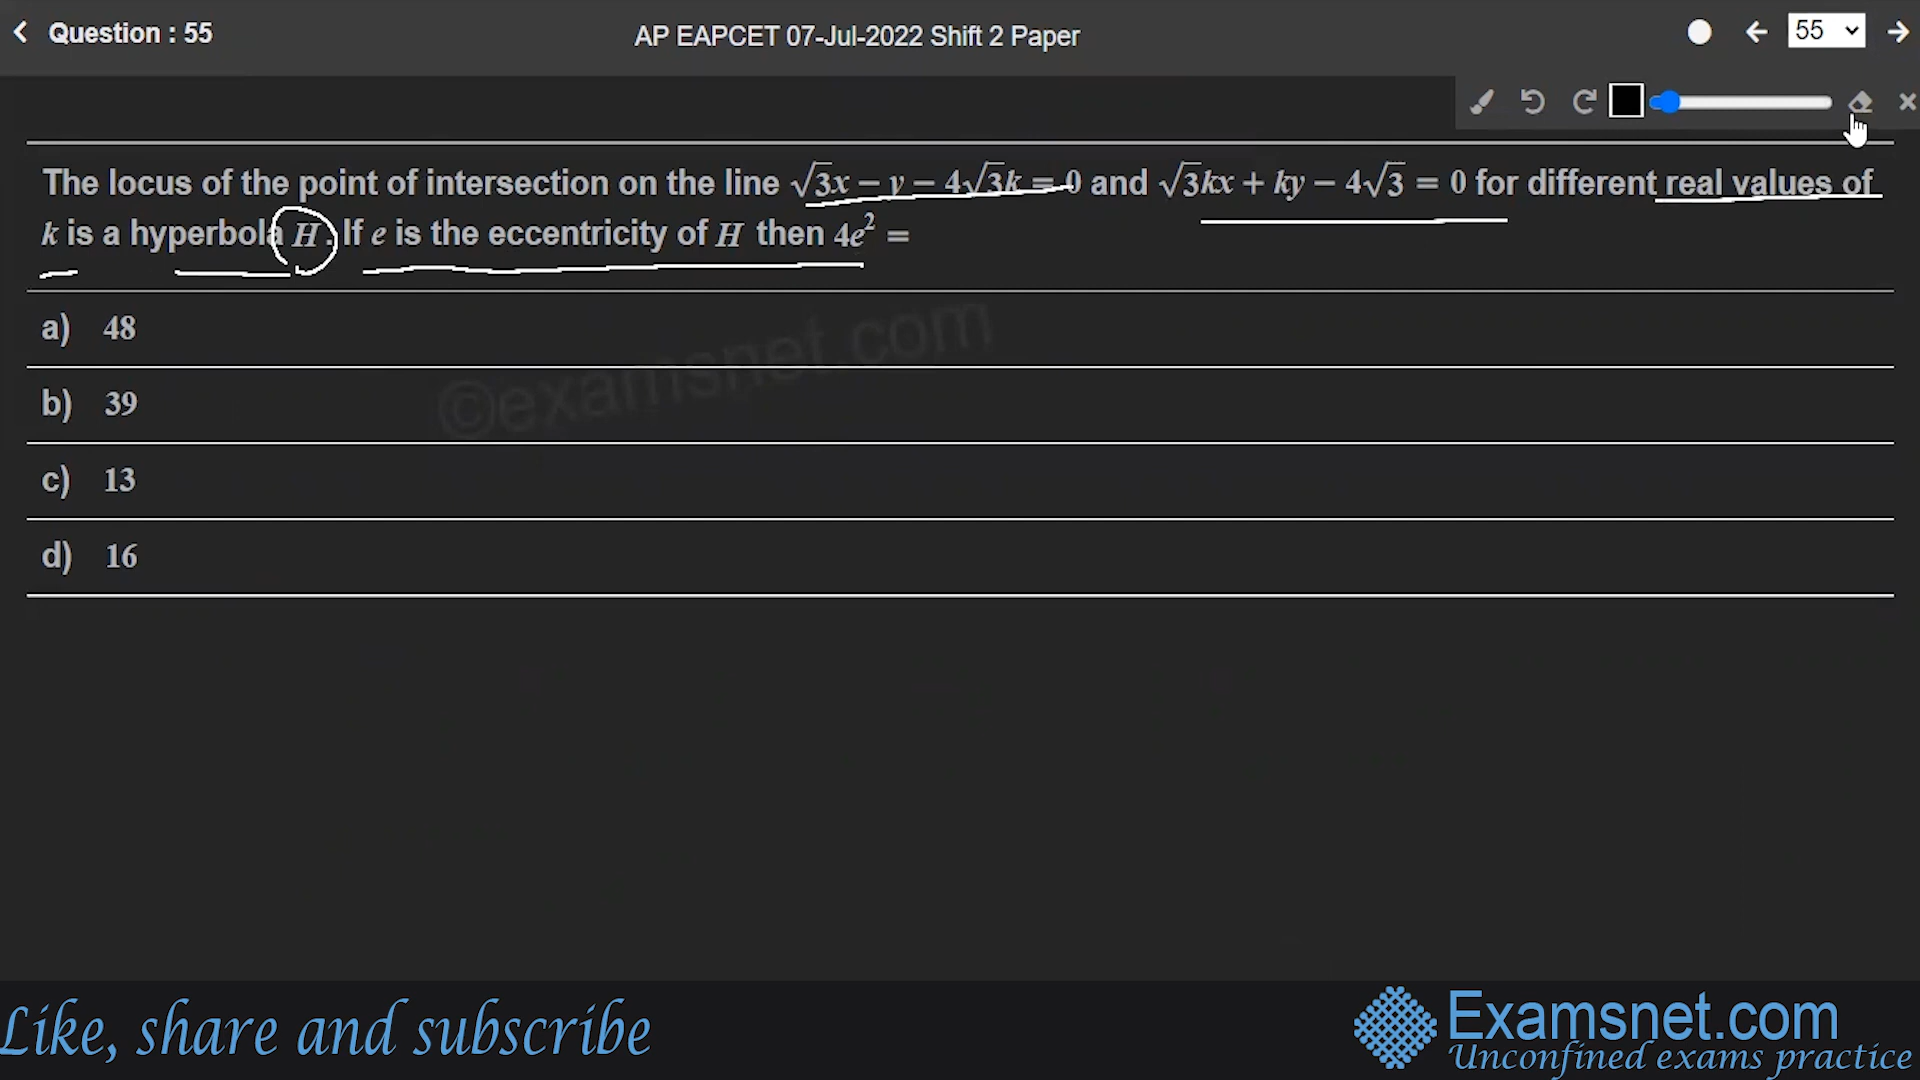 Question : 55
AP EAPCET 07-Jul-2022 Shift 2 Paper
55
The locus of the point of intersection on the line √3x − y − 4√3k = 0 and √3kx + ky − 4√3 = 0 for different real values of
k is a hyperbola H. If e is the eccentricity of H then 4e² =
a) 48
©examsnet.com
b) 39
c) 13
d) 16
Like, share and subscribe
Examsnet.com
Unconfined exams practice